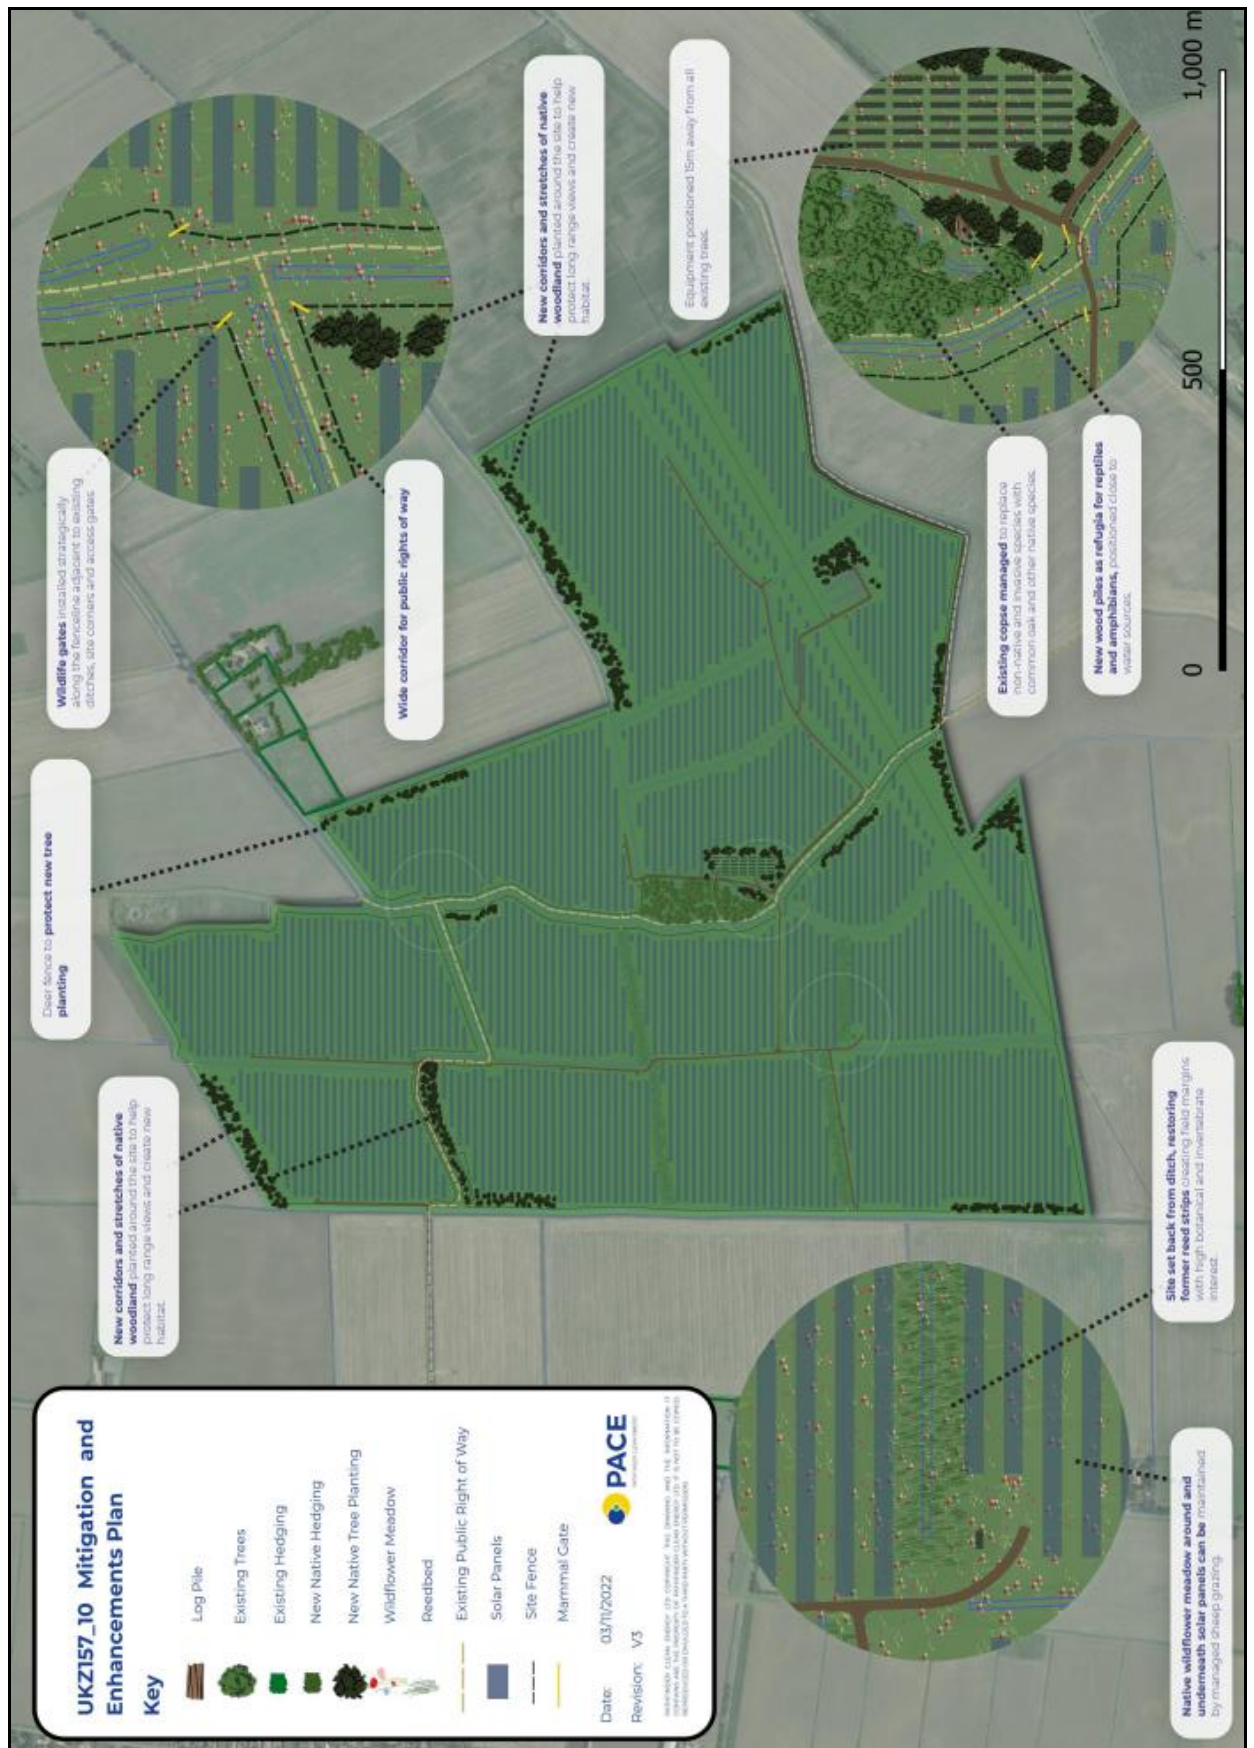 UKZ157_10 Mitigation and
Enhancements Plan
Key
Log Pile
Existing Trees
Existing Hedging
New Native Hedging
New Native Tree Planting
Wildflower Meadow
Reedbed
Existing Public Right of Way
Solar Panels
Site Fence
Mammal Gate
Date: 03/11/2022
Revision: V3
PACE
New corridors and stretches of native
woodland planted around the site to help
protect long range views and create new
habitat.
Deer fence to protect new tree
planting
Wildlife gates installed strategically
along the fenceline adjacent to existing
ditches, site corners and access gates
Wide corridor for public rights of way
New corridors and stretches of native
woodland planted around the site to help
protect long range views and create new
habitat.
Equipment positioned 15m away from all
existing trees.
Existing copse managed to replace
non-native and invasive species with
common oak and other native species.
New wood piles as refugia for reptiles
and amphibians, positioned close to
water sources.
Site set back from ditch, restoring
former reed strips creating field margins
with high botanical and invertebrate
interest.
Native wildflower meadow around and
underneath solar panels can be maintained
by managed sheep grazing.
0 500 1,000 m